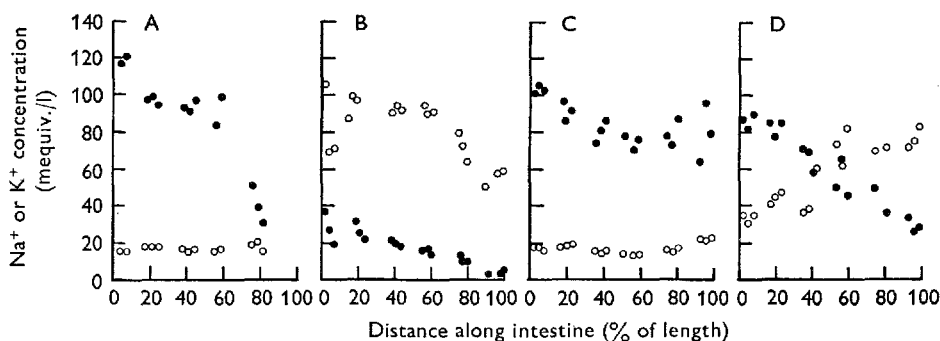 A B C D
Na+ or K+ concentration
(mequiv./l)
140
120
100
80
60
40
20
0
0 20 40 60 80 100 0 20 40 60 80 100 0 20 40 60 80 100 0 20 40 60 80 100
Distance along intestine (% of length)